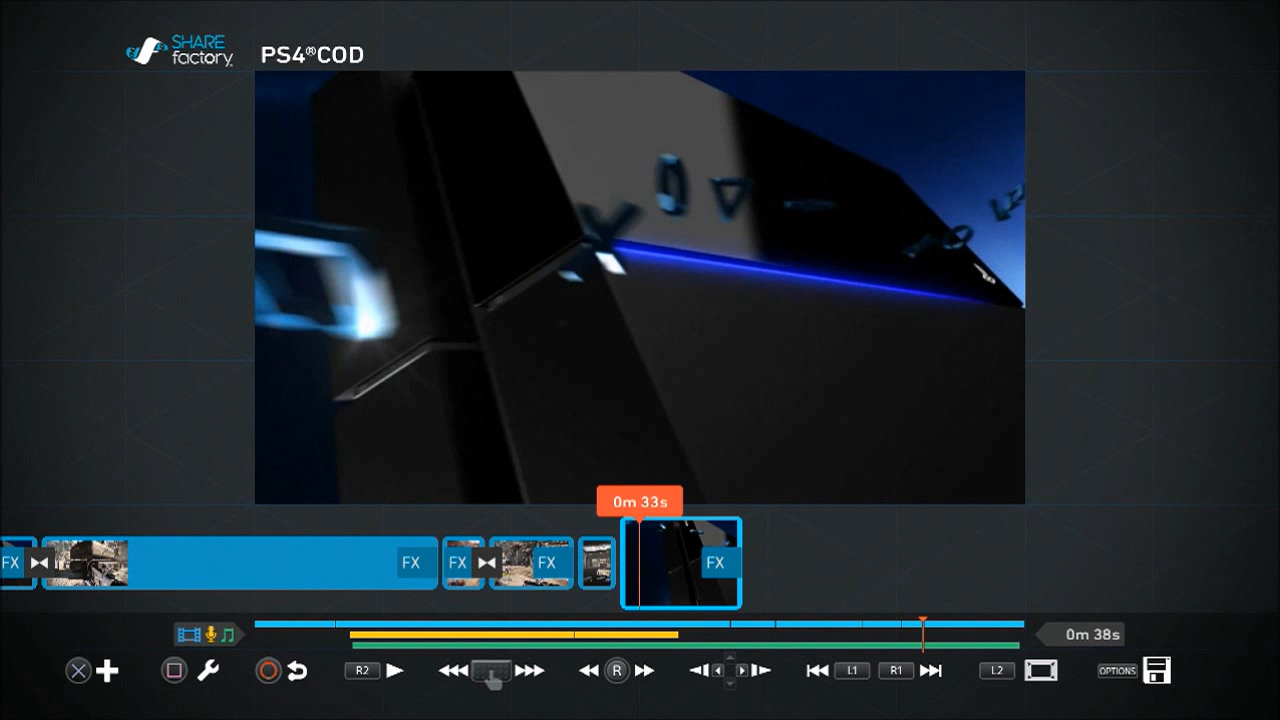 SHARE
factory
PS4®COD
0m 33s
FX
FX
FX
FX
FX
0m 38s
R2
R
L1
R1
L2
OPTIONS